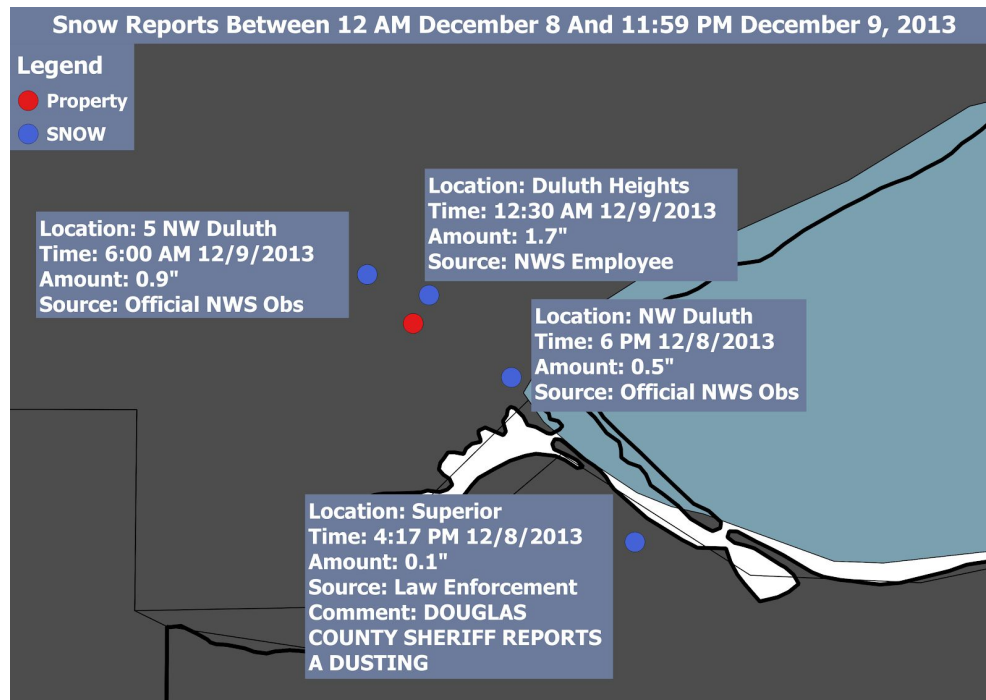 Snow Reports Between 12 AM December 8 And 11:59 PM December 9, 2013
Legend
Property
SNOW
Location: Duluth Heights
Time: 12:30 AM 12/9/2013
Amount: 1.7"
Source: NWS Employee
Location: 5 NW Duluth
Time: 6:00 AM 12/9/2013
Amount: 0.9"
Source: Official NWS Obs
Location: NW Duluth
Time: 6 PM 12/8/2013
Amount: 0.5"
Source: Official NWS Obs
Location: Superior
Time: 4:17 PM 12/8/2013
Amount: 0.1"
Source: Law Enforcement
Comment: DOUGLAS
COUNTY SHERIFF REPORTS
A DUSTING